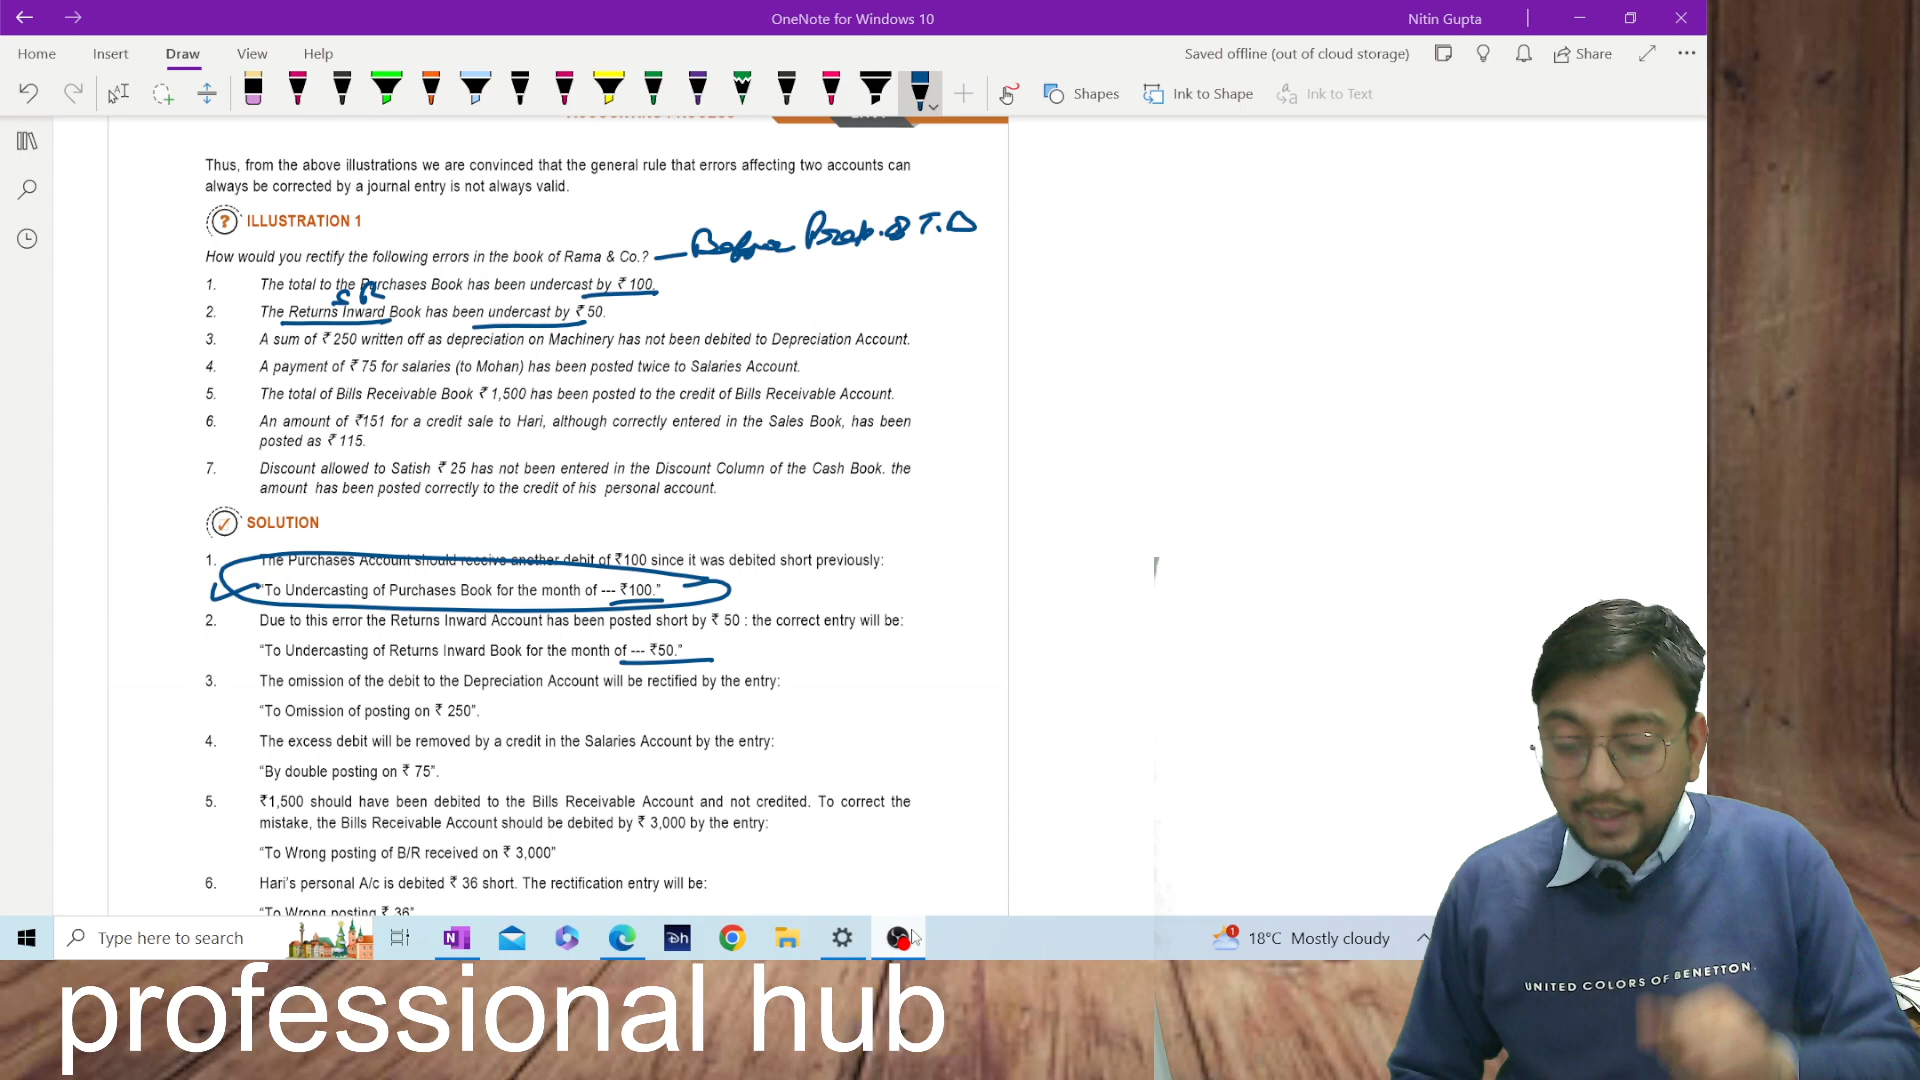 OneNote for Windows 10
Nitin Gupta
Home Insert Draw View Help
Saved offline (out of cloud storage) Share
Shapes Ink to Shape Ink to Text
Thus, from the above illustrations we are convinced that the general rule that errors affecting two accounts can
always be corrected by a journal entry is not always valid.
? ILLUSTRATION 1
How would you rectify the following errors in the book of Rama & Co.?
1. The total to the Purchases Book has been undercast by ₹ 100.
2. The Returns Inward Book has been undercast by ₹ 50.
3. A sum of ₹ 250 written off as depreciation on Machinery has not been debited to Depreciation Account.
4. A payment of ₹ 75 for salaries (to Mohan) has been posted twice to Salaries Account.
5. The total of Bills Receivable Book ₹ 1,500 has been posted to the credit of Bills Receivable Account.
6. An amount of ₹151 for a credit sale to Hari, although correctly entered in the Sales Book, has been
posted as ₹ 115.
7. Discount allowed to Satish ₹ 25 has not been entered in the Discount Column of the Cash Book. the
amount has been posted correctly to the credit of his personal account.
SOLUTION
1. The Purchases Account should receive another debit of ₹100 since it was debited short previously:
“To Undercasting of Purchases Book for the month of --- ₹100.”
2. Due to this error the Returns Inward Account has been posted short by ₹ 50 : the correct entry will be:
“To Undercasting of Returns Inward Book for the month of --- ₹50.”
3. The omission of the debit to the Depreciation Account will be rectified by the entry:
“To Omission of posting on ₹ 250”.
4. The excess debit will be removed by a credit in the Salaries Account by the entry:
“By double posting on ₹ 75”.
5. ₹1,500 should have been debited to the Bills Receivable Account and not credited. To correct the
mistake, the Bills Receivable Account should be debited by ₹ 3,000 by the entry:
“To Wrong posting of B/R received on ₹ 3,000”
6. Hari’s personal A/c is debited ₹ 36 short. The rectification entry will be:
“To Wrong posting ₹ 36”
Type here to search
Dh
18°C Mostly cloudy
UNITED COLORS OF BENETTON.
professional hub